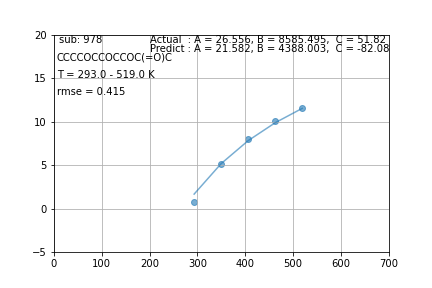 sub: 978 Actual : A = 26.556, B = 8585.495, C = 51.82
Predict : A = 21.582, B = 4388.003, C = -82.08
CCCCOCCOCCOC(=O)C
T = 293.0 - 519.0 K
rmse = 0.415
20
15
10
5
0
−5
0 100 200 300 400 500 600 700